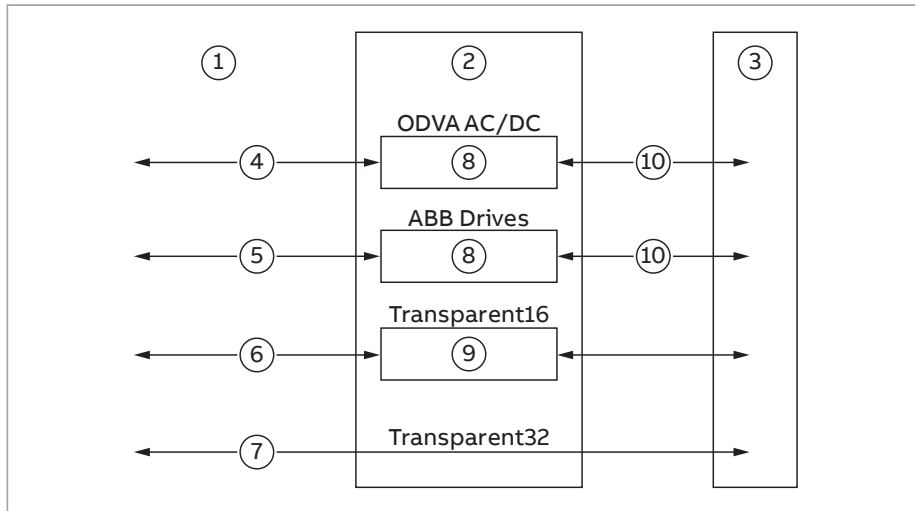 1 2 3
ODVA AC/DC
4 8 10
ABB Drives
5 8 10
Transparent16
6 9
Transparent32
7